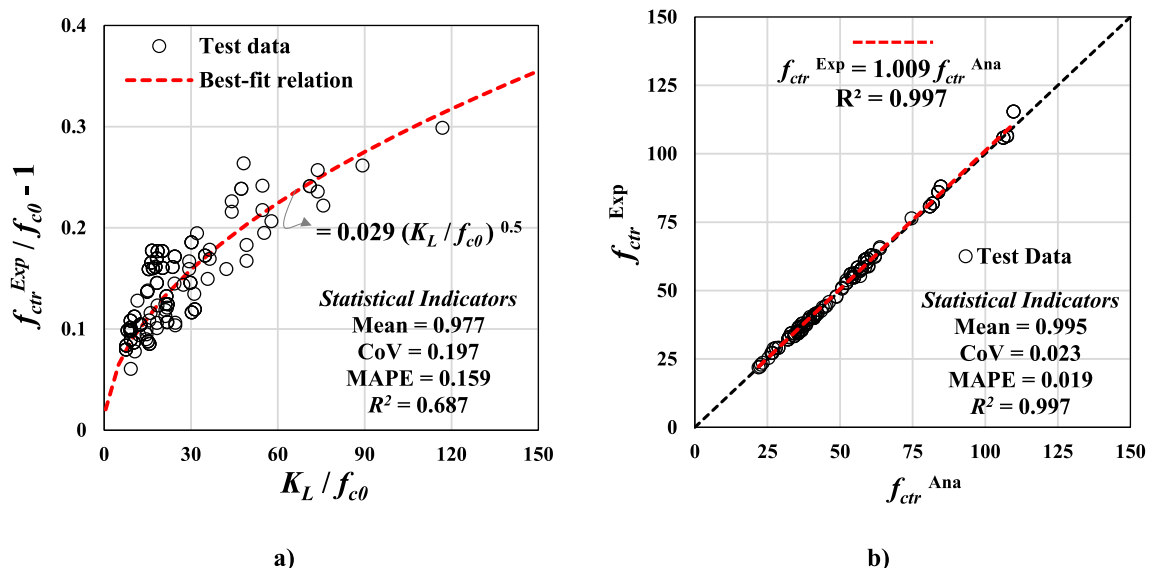 Test data
Best-fit relation
= 0.029 (K_L / f_c0) ^0.5
Statistical Indicators
Mean = 0.977
CoV = 0.197
MAPE = 0.159
R² = 0.687
0.4
0.3
0.2
0.1
0
f_ctr^Exp / f_c0 - 1
0 30 60 90 120 150
K_L / f_c0
a)
f_ctr^Exp = 1.009 f_ctr^Ana
R² = 0.997
Test Data
Statistical Indicators
Mean = 0.995
CoV = 0.023
MAPE = 0.019
R² = 0.997
150
125
100
75
50
25
0
f_ctr^Exp
0 25 50 75 100 125 150
f_ctr^Ana
b)